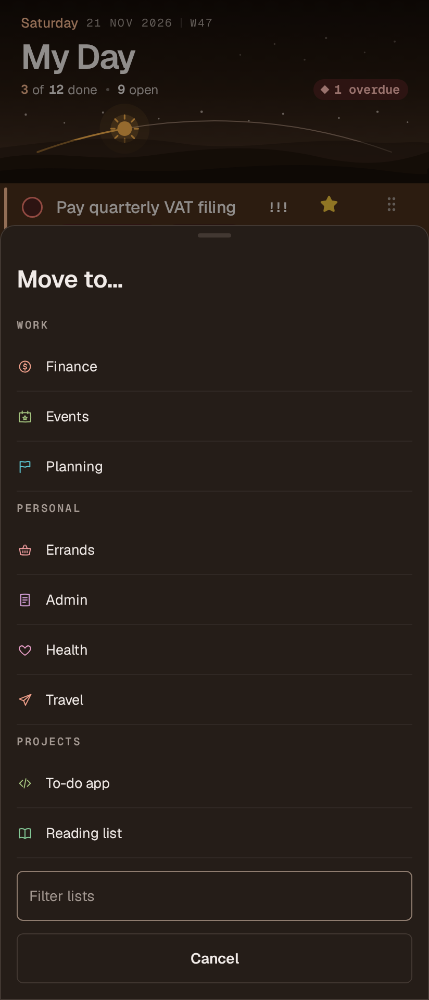 Saturday 21 NOV 2026 | W47
My Day
3 of 12 done • 9 open
◆ 1 overdue
Pay quarterly VAT filing !!!
Move to...
WORK
Finance
Events
Planning
PERSONAL
Errands
Admin
Health
Travel
PROJECTS
To-do app
Reading list
Filter lists
Cancel